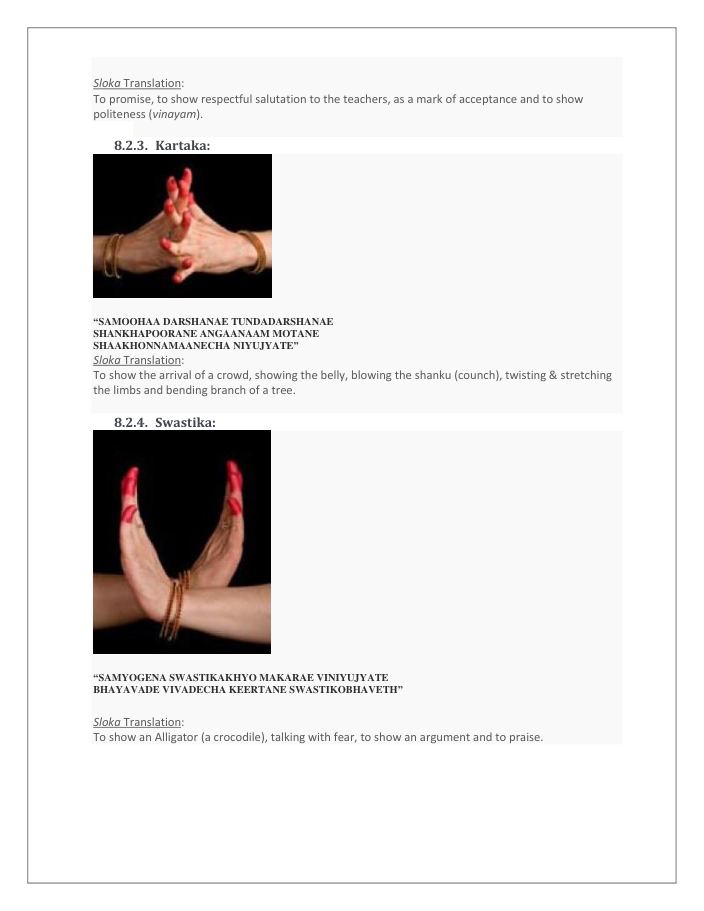 Sloka Translation:
To promise, to show respectful salutation to the teachers, as a mark of acceptance and to show
politeness (vinayam).
8.2.3. Kartaka:
“SAMOOHAA DARSHANAE TUNDADARSHANAE
SHANKHAPOORANE ANGAANAAM MOTANE
SHAAKHONNAMAANECHA NIYUJYATE”
Sloka Translation:
To show the arrival of a crowd, showing the belly, blowing the shanku (counch), twisting & stretching
the limbs and bending branch of a tree.
8.2.4. Swastika:
“SAMYOGENA SWASTIKAKHYO MAKARAE VINIYUJYATE
BHAYAVADE VIVADECHA KEERTANE SWASTIKOBHAVETH”
Sloka Translation:
To show an Alligator (a crocodile), talking with fear, to show an argument and to praise.